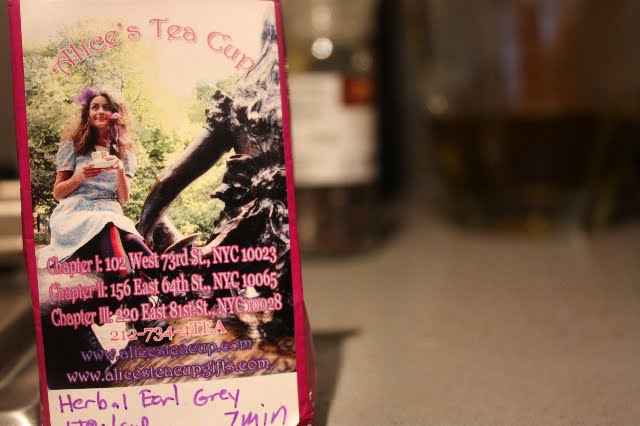 Alice's Tea Cup
Chapter I: 102 West 73rd St., NYC 10023
Chapter II: 156 East 64th St., NYC 10065
Chapter III: 220 East 81st St., NYC 10028
212-734-4TEA
www.alicesteacup.com
www.alicesteacupgifts.com
Herbal Earl Grey
7min